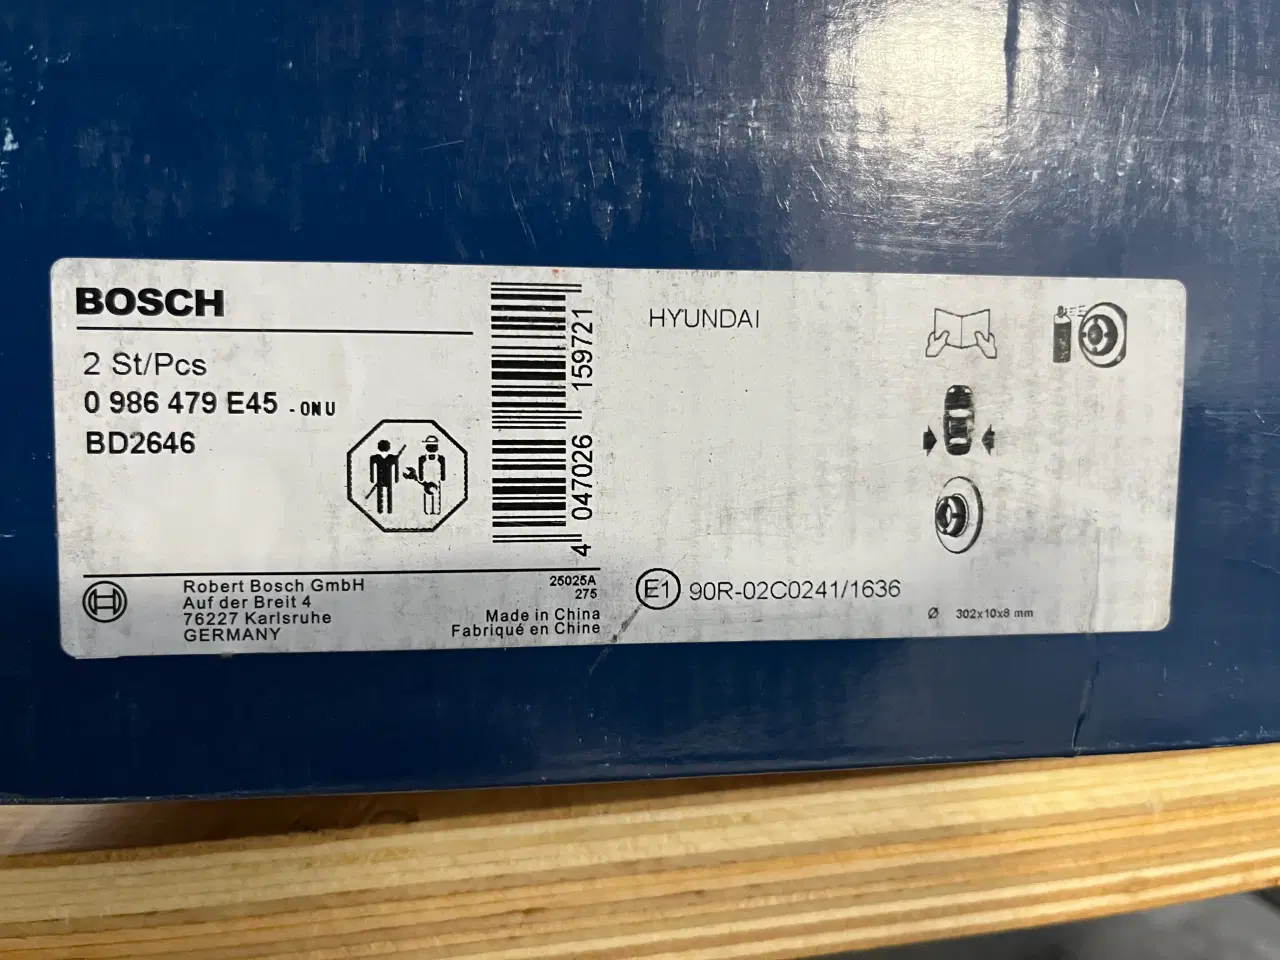 BOSCH
2 St/Pcs
0 986 479 E45 - 0NU
BD2646
4 047026 159721
HYUNDAI
Robert Bosch GmbH
Auf der Breit 4
76227 Karlsruhe
GERMANY
25025A
275
Made in China
Fabriqué en Chine
E1 90R-02C0241/1636
Ø 302x10x8 mm